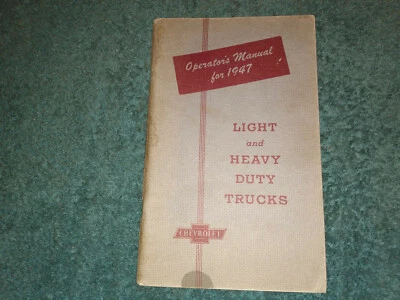 Operator's Manual
for 1947
LIGHT
and
HEAVY
DUTY
TRUCKS
CHEVROLET